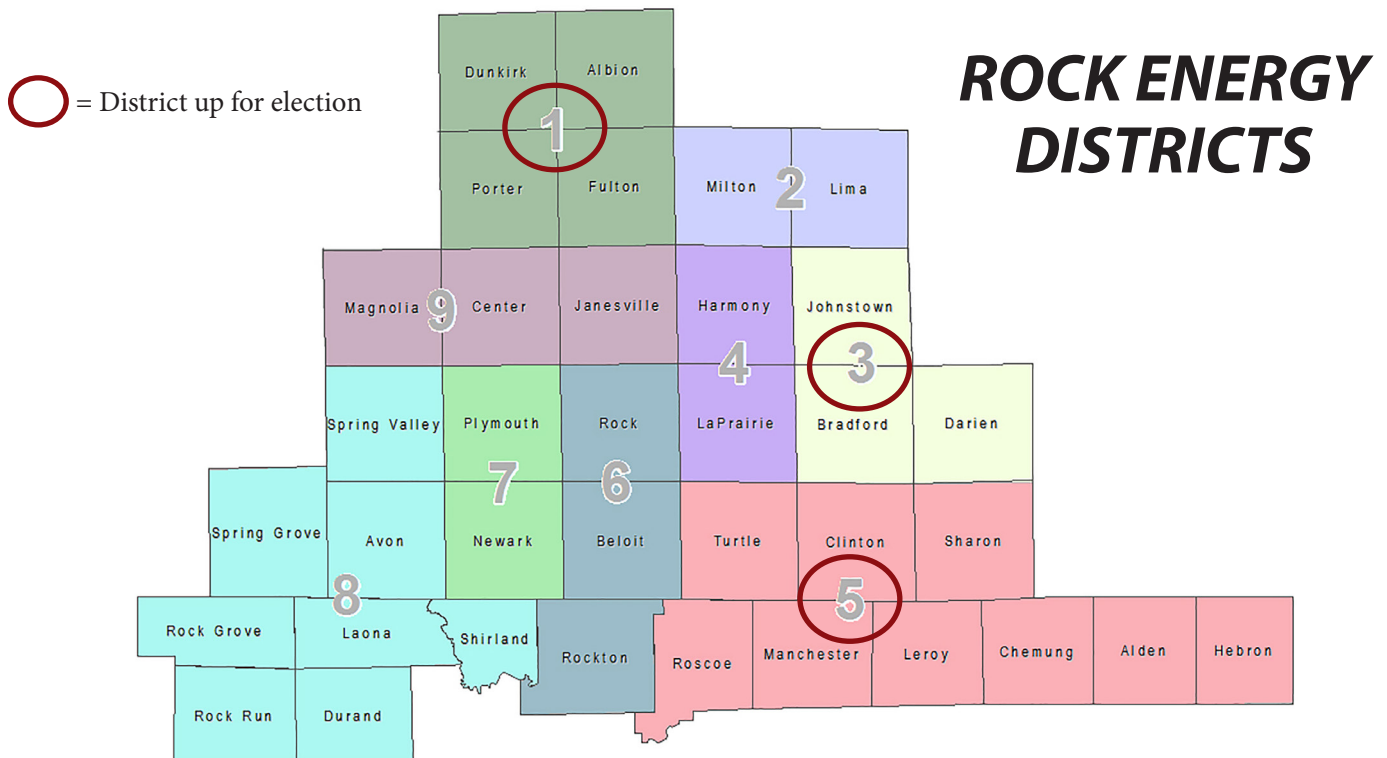 ROCK ENERGY
DISTRICTS
= District up for election
Dunkirk Albion
1
Porter Fulton Milton 2 Lima
Magnolia 9 Center Janesville Harmony Johnstown
4 3
Spring Valley Plymouth Rock LaPrairie Bradford Darien
7 6
Spring Grove Avon Newark Beloit Turtle Clinton Sharon
8 5
Rock Grove Laona Shirland Rockton Roscoe Manchester Leroy Chemung Alden Hebron
Rock Run Durand